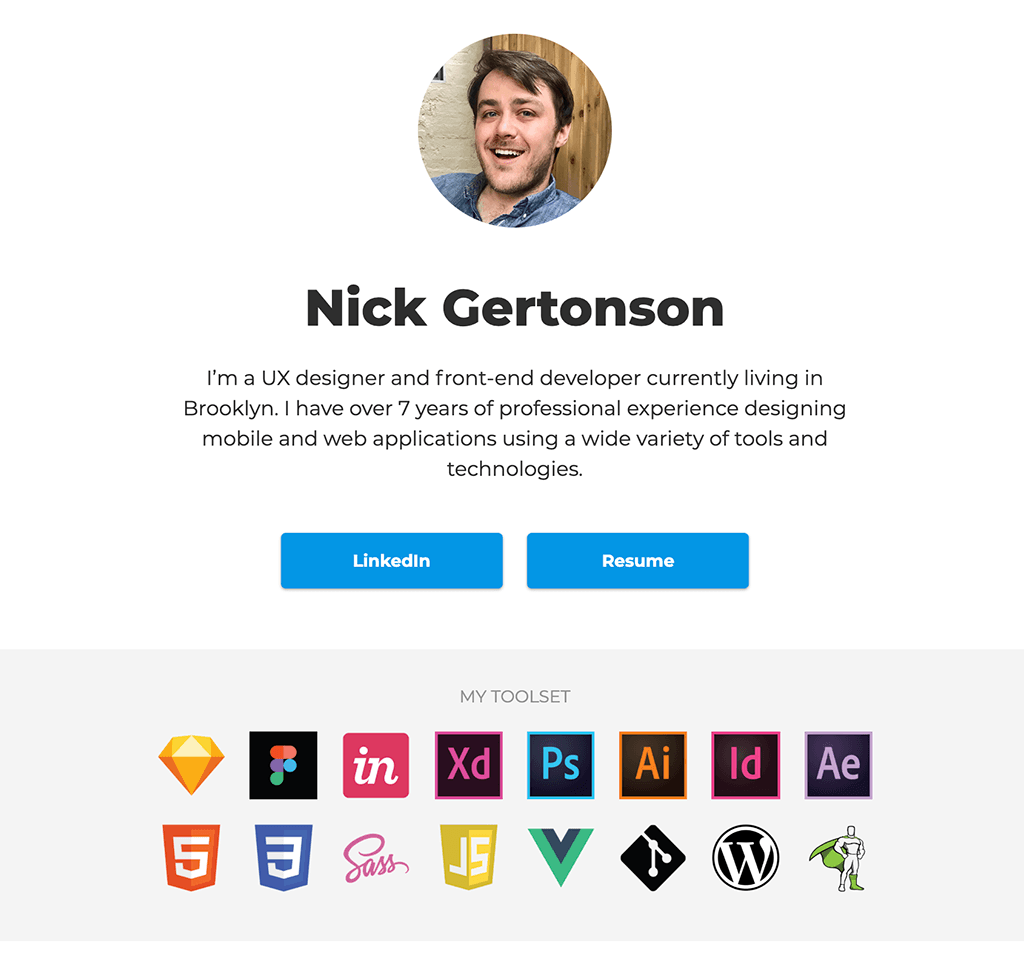 Nick Gertonson
I’m a UX designer and front-end developer currently living in
Brooklyn. I have over 7 years of professional experience designing
mobile and web applications using a wide variety of tools and
technologies.
LinkedIn Resume
MY TOOLSET
in Xd Ps Ai Id Ae
5 3 Sass JS W